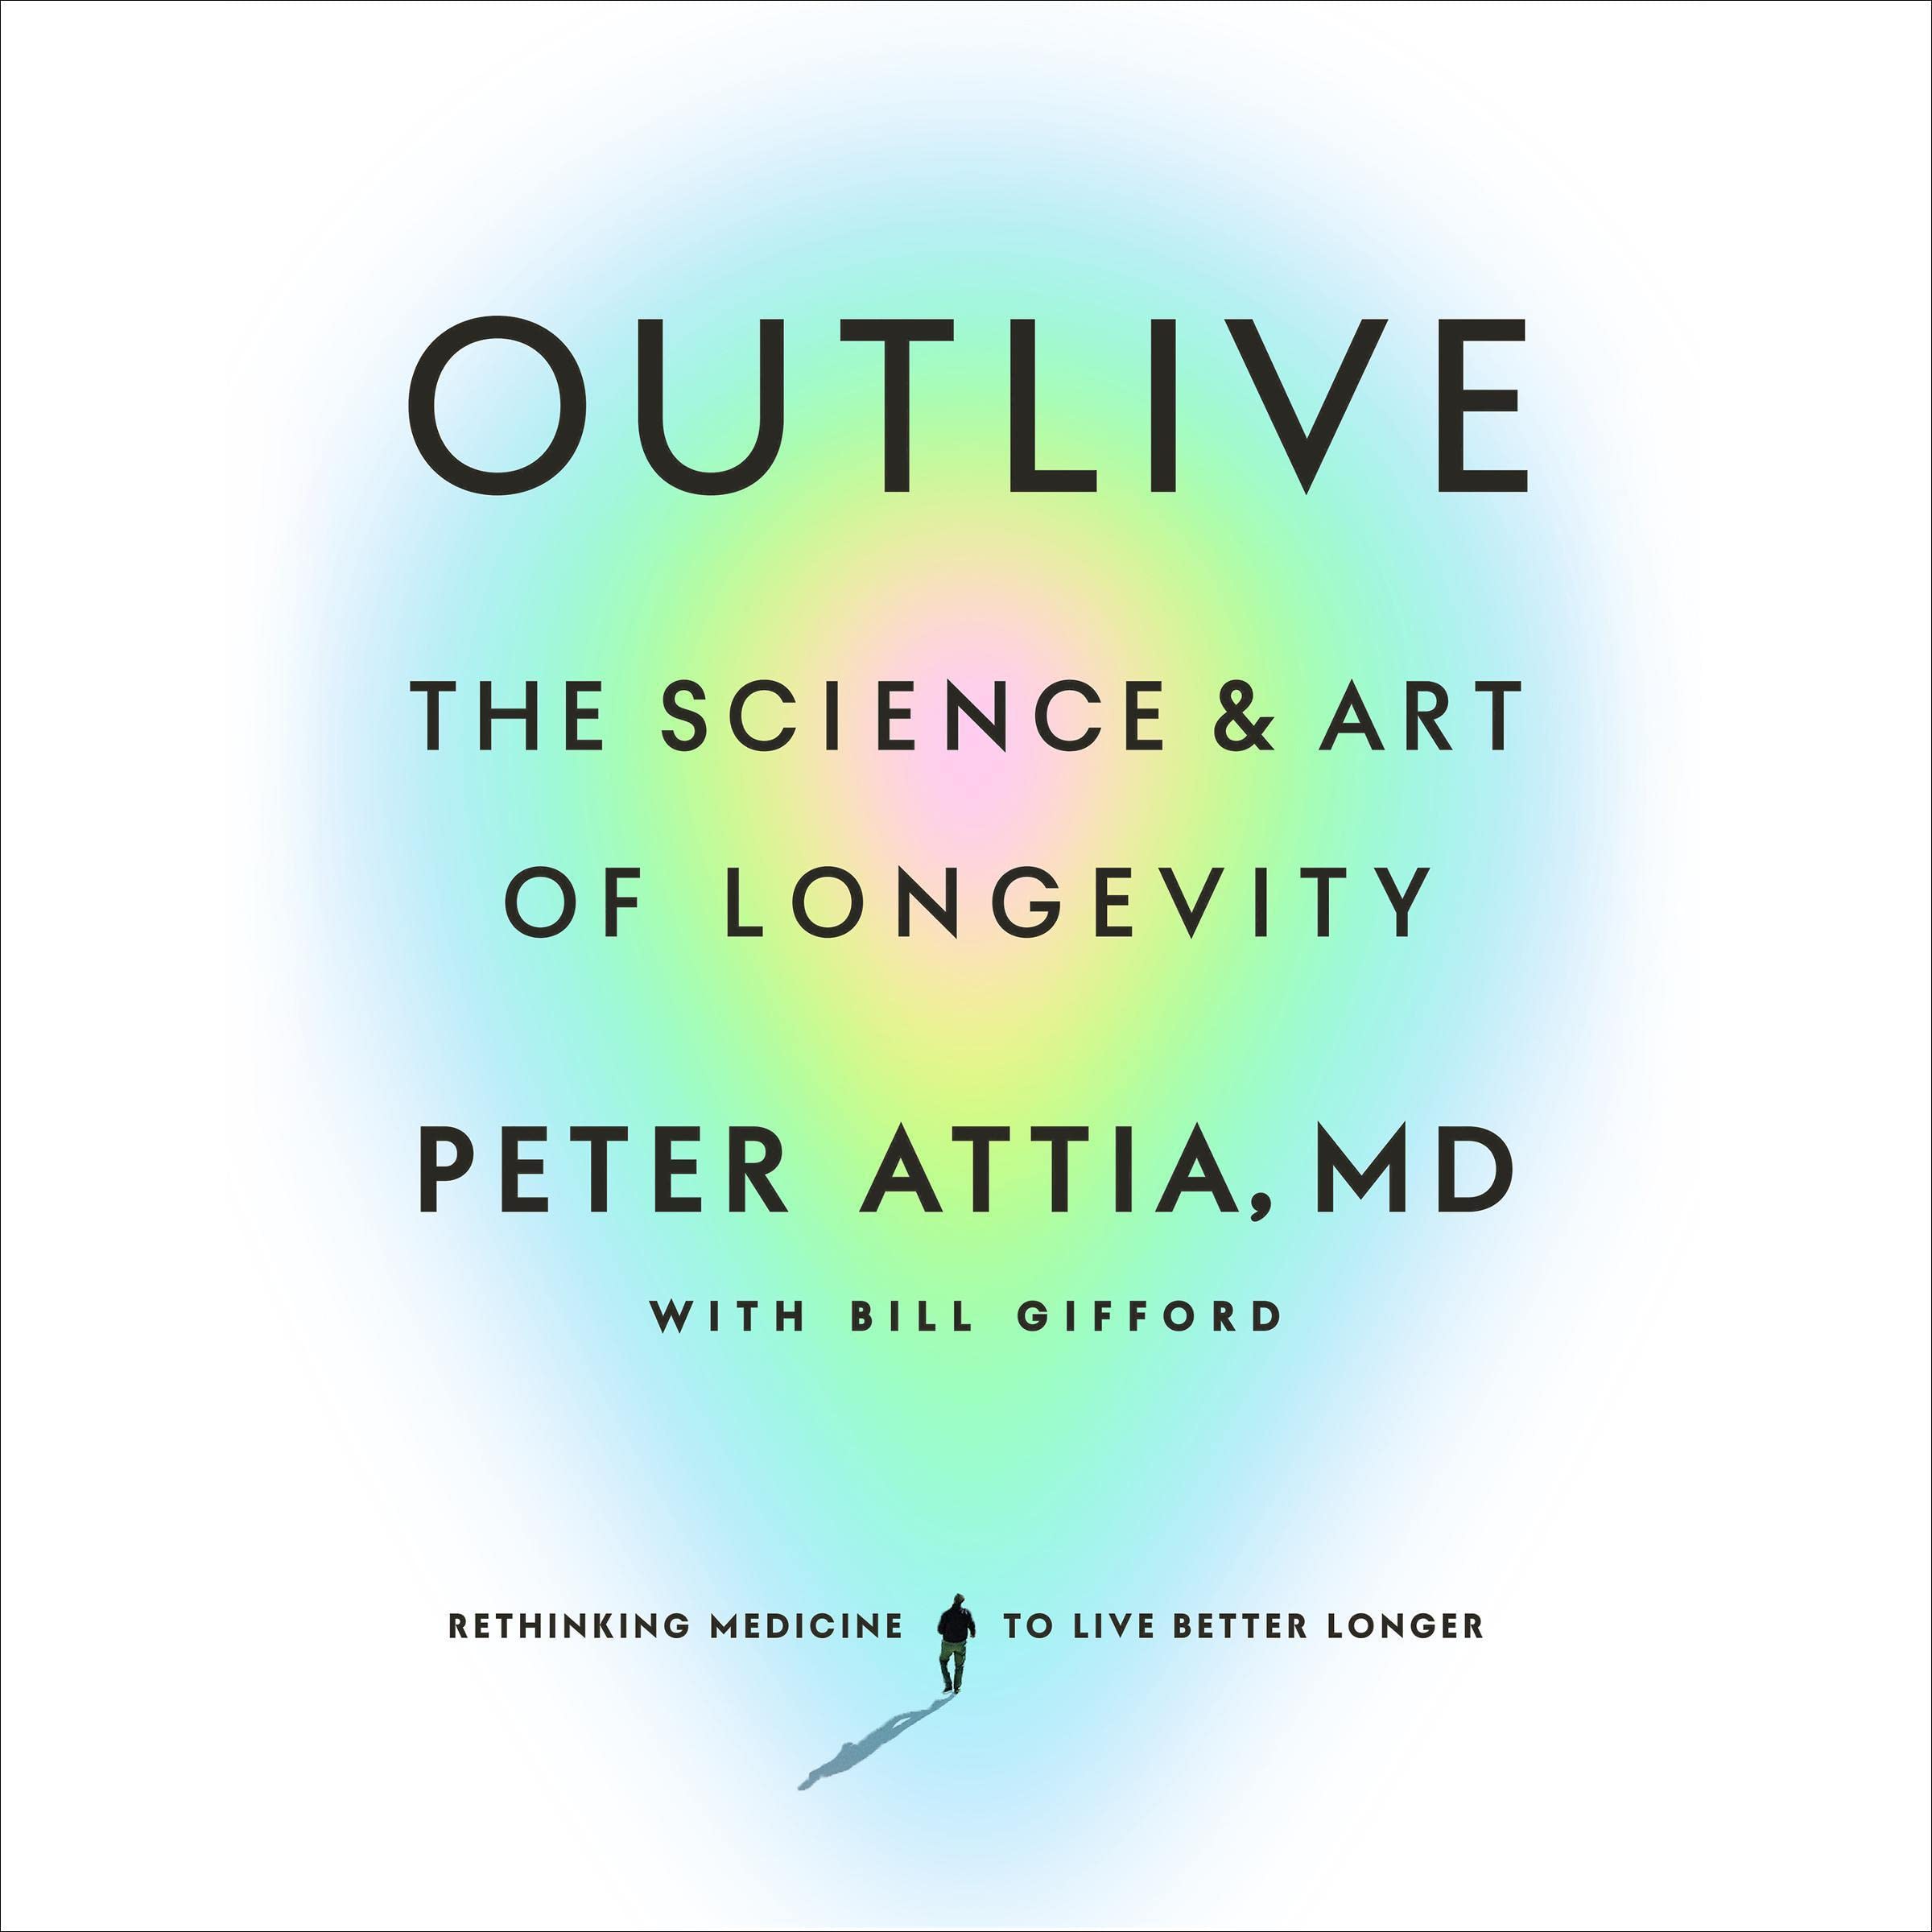 OUTLIVE
THE SCIENCE & ART
OF LONGEVITY
PETER ATTIA, MD
WITH BILL GIFFORD
RETHINKING MEDICINE TO LIVE BETTER LONGER